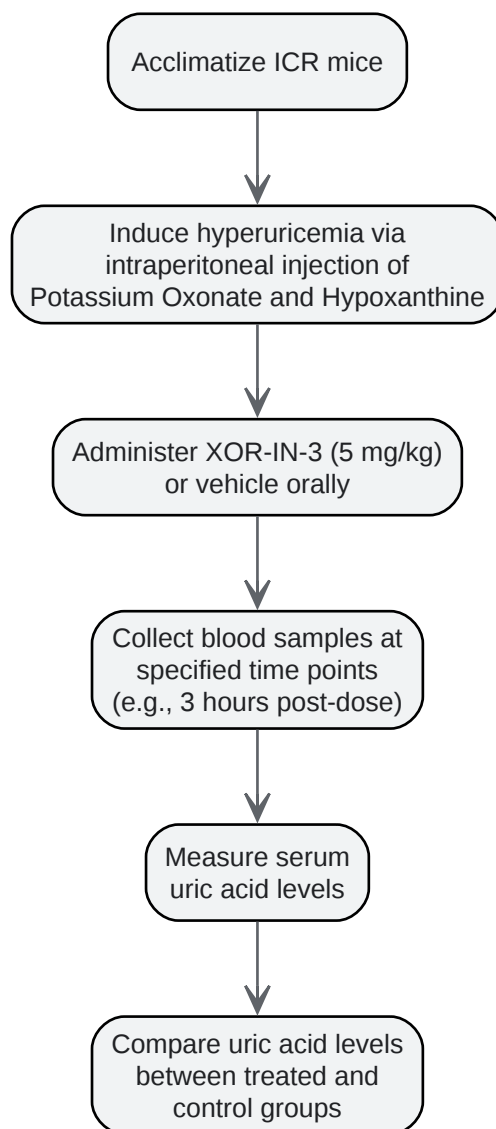 Acclimatize ICR mice
Induce hyperuricemia via
intraperitoneal injection of
Potassium Oxonate and Hypoxanthine
Administer XOR-IN-3 (5 mg/kg)
or vehicle orally
Collect blood samples at
specified time points
(e.g., 3 hours post-dose)
Measure serum
uric acid levels
Compare uric acid levels
between treated and
control groups